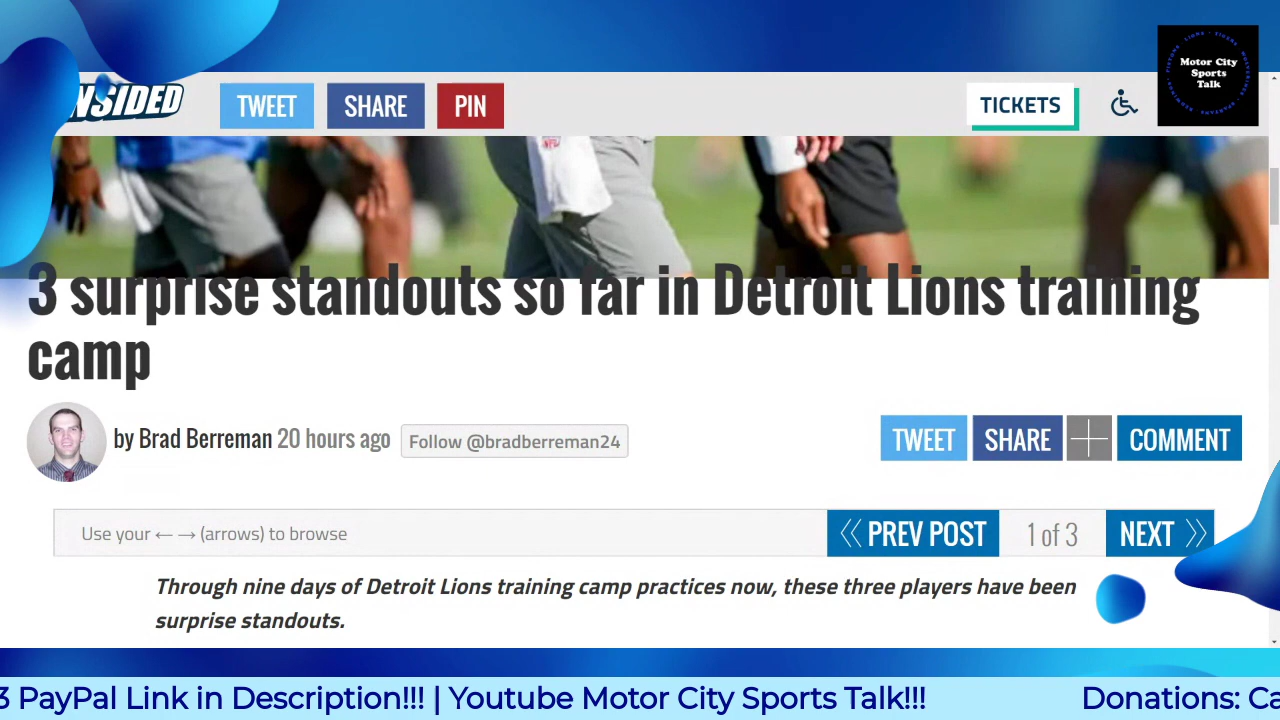 NSIDED
TWEET SHARE PIN
TICKETS
Motor City
Sports
Talk
3 surprise standouts so far in Detroit Lions training
camp
by Brad Berreman 20 hours ago Follow @bradberreman24
TWEET SHARE COMMENT
Use your ← → (arrows) to browse
PREV POST 1 of 3 NEXT
Through nine days of Detroit Lions training camp practices now, these three players have been
surprise standouts.
3 PayPal Link in Description!!! | Youtube Motor City Sports Talk!!! Donations: Ca